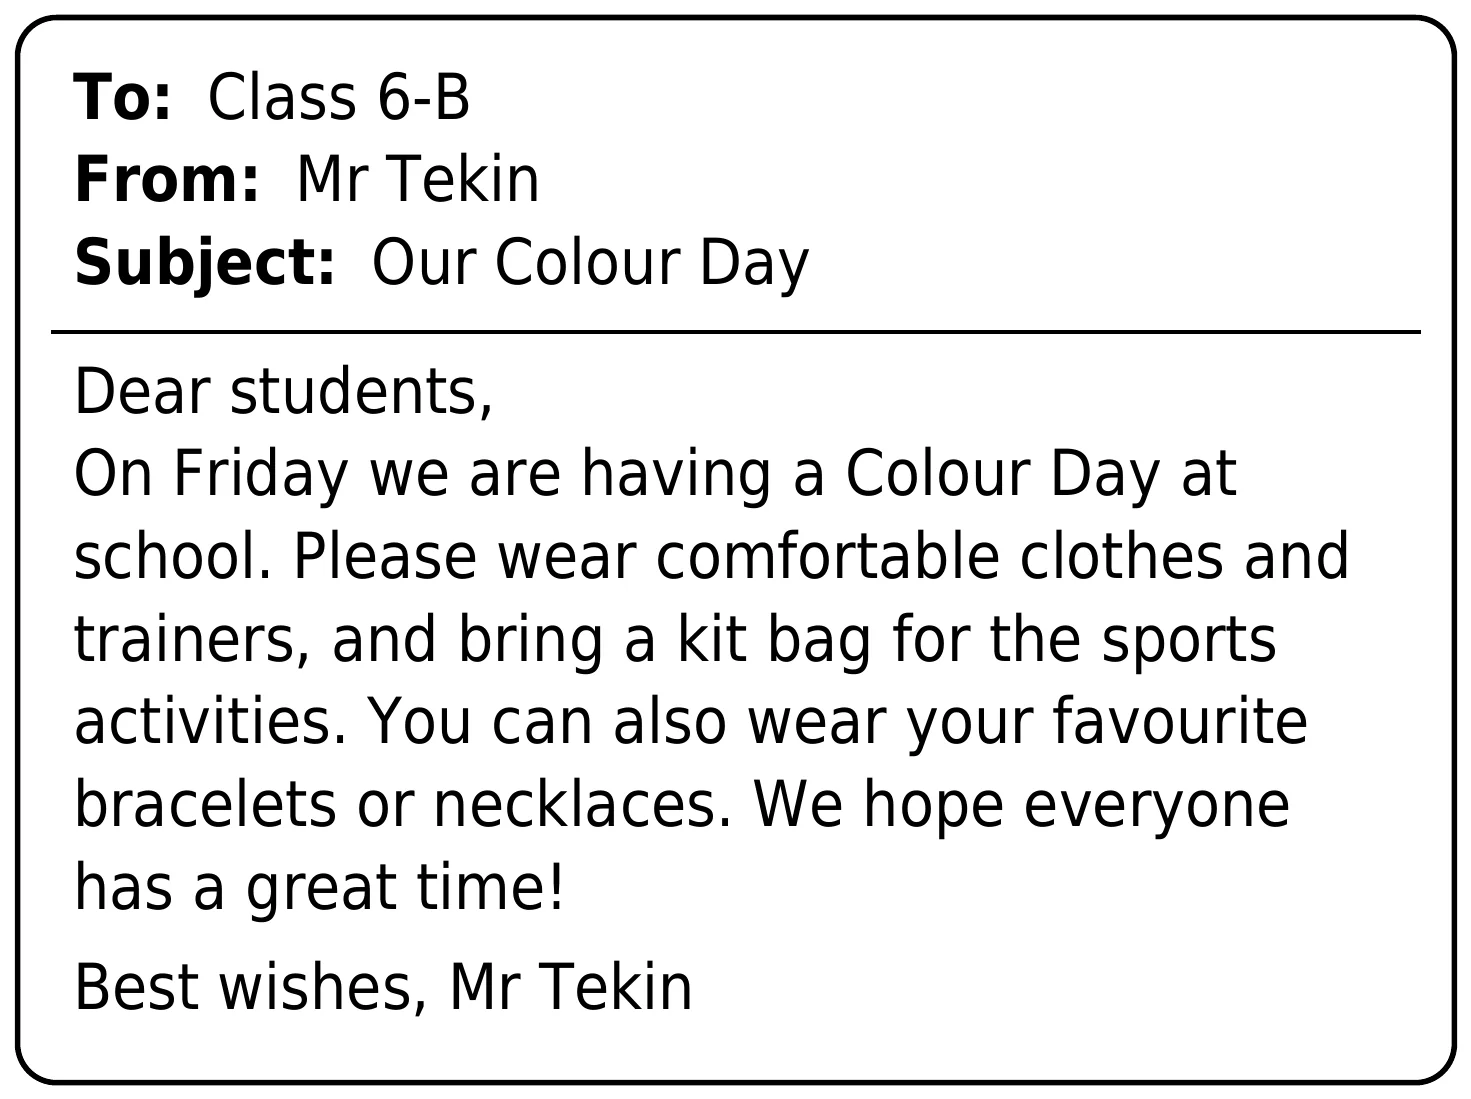 To: Class 6-B
From: Mr Tekin
Subject: Our Colour Day
Dear students,
On Friday we are having a Colour Day at
school. Please wear comfortable clothes and
trainers, and bring a kit bag for the sports
activities. You can also wear your favourite
bracelets or necklaces. We hope everyone
has a great time!
Best wishes, Mr Tekin